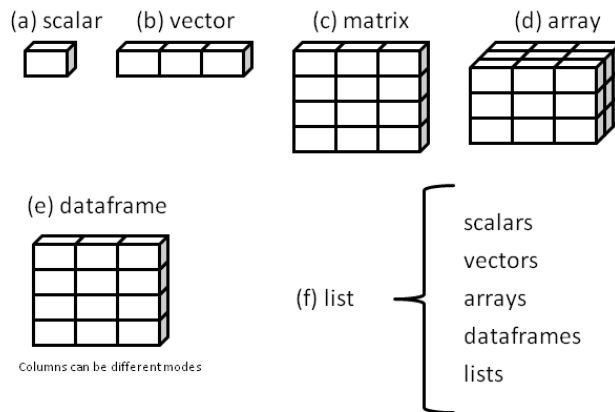 (a) scalar
(b) vector
(c) matrix
(d) array
(e) dataframe
Columns can be different modes
(f) list
scalars
vectors
arrays
dataframes
lists